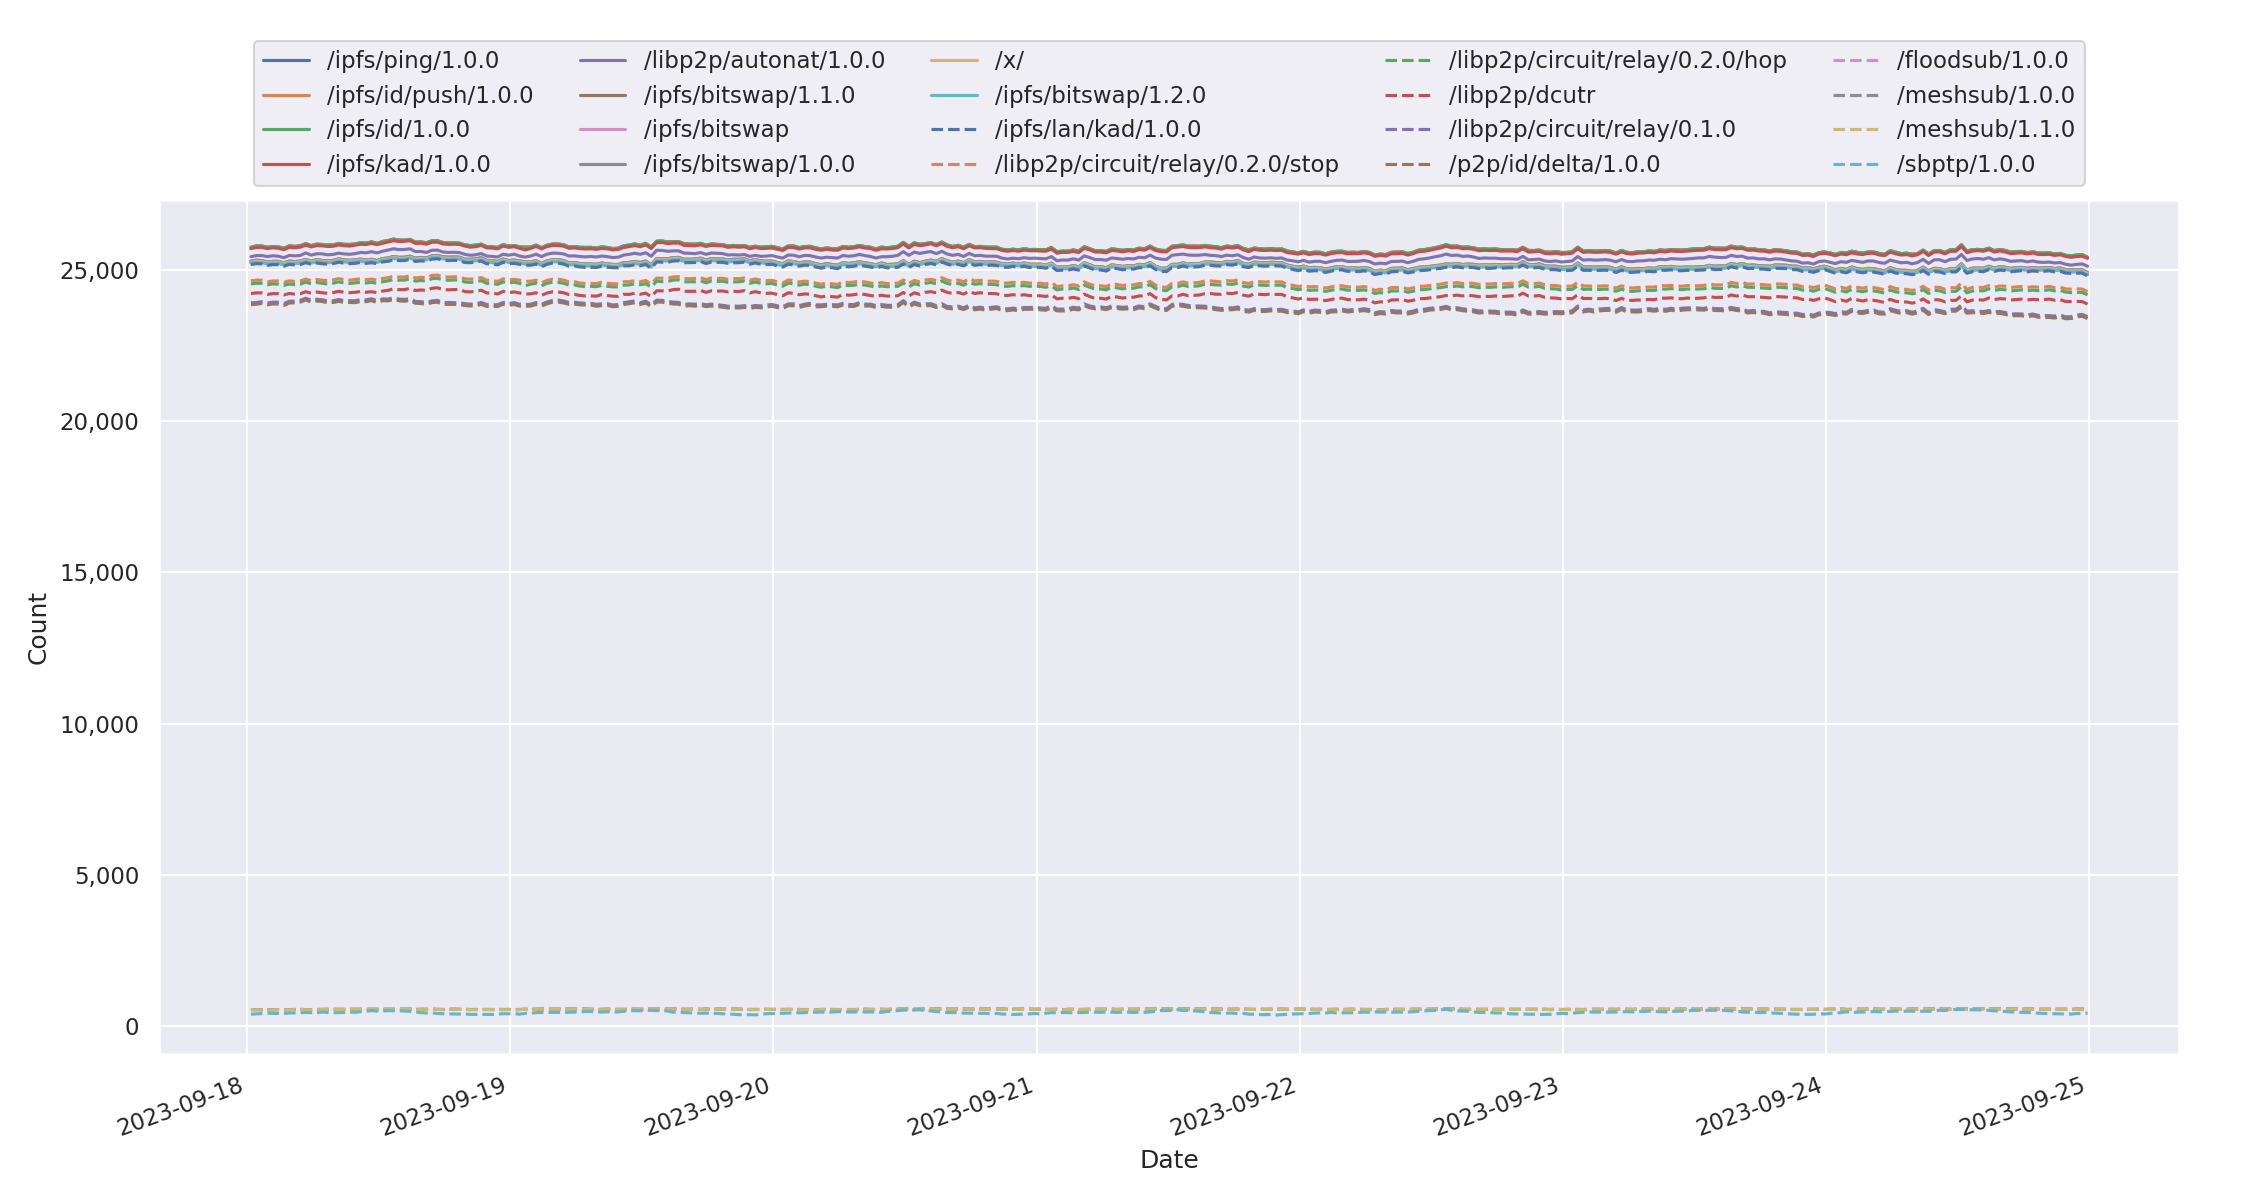 /ipfs/ping/1.0.0
/ipfs/id/push/1.0.0
/ipfs/id/1.0.0
/ipfs/kad/1.0.0
/libp2p/autonat/1.0.0
/ipfs/bitswap/1.1.0
/ipfs/bitswap
/ipfs/bitswap/1.0.0
/x/
/ipfs/bitswap/1.2.0
/ipfs/lan/kad/1.0.0
/libp2p/circuit/relay/0.2.0/stop
/libp2p/circuit/relay/0.2.0/hop
/libp2p/dcutr
/libp2p/circuit/relay/0.1.0
/p2p/id/delta/1.0.0
/floodsub/1.0.0
/meshsub/1.0.0
/meshsub/1.1.0
/sbptp/1.0.0
25,000
20,000
15,000
10,000
5,000
0
Count
2023-09-18
2023-09-19
2023-09-20
2023-09-21
2023-09-22
2023-09-23
2023-09-24
2023-09-25
Date